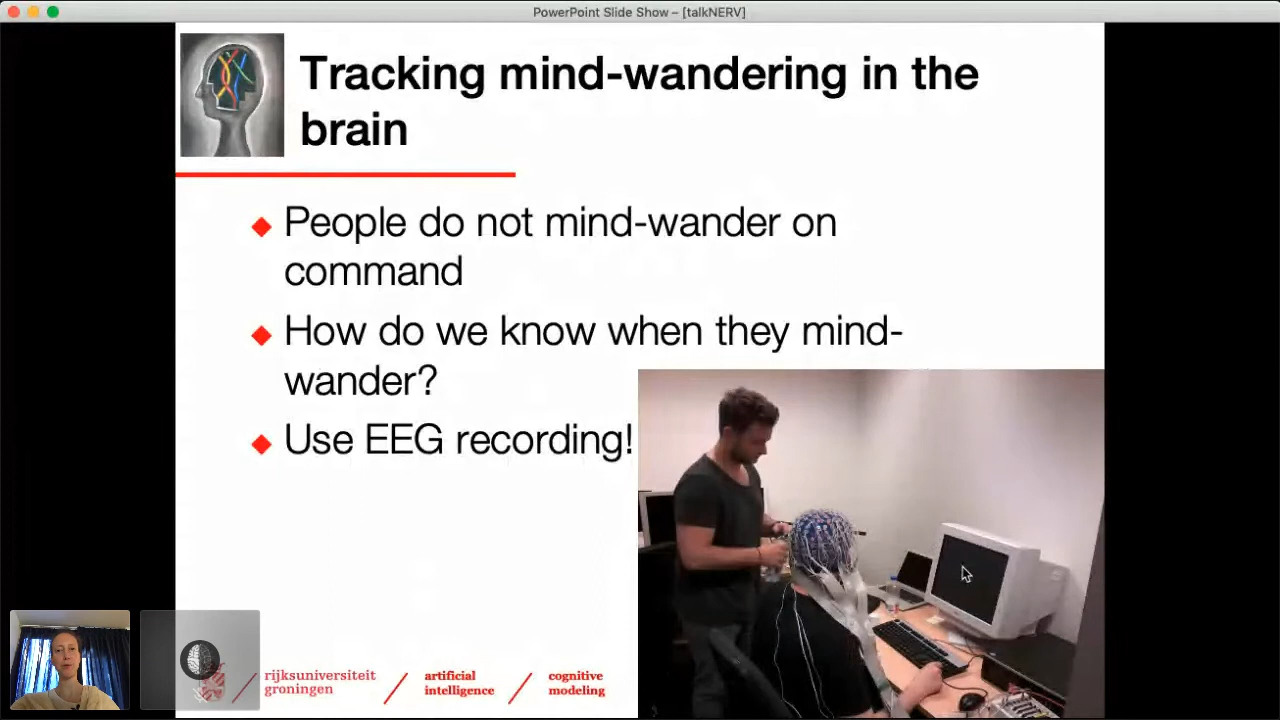 PowerPoint Slide Show – [talkNERV]
Tracking mind-wandering in the
brain
People do not mind-wander on
command
How do we know when they mind-
wander?
Use EEG recording!
rijksuniversiteit
groningen
artificial
intelligence
cognitive
modeling